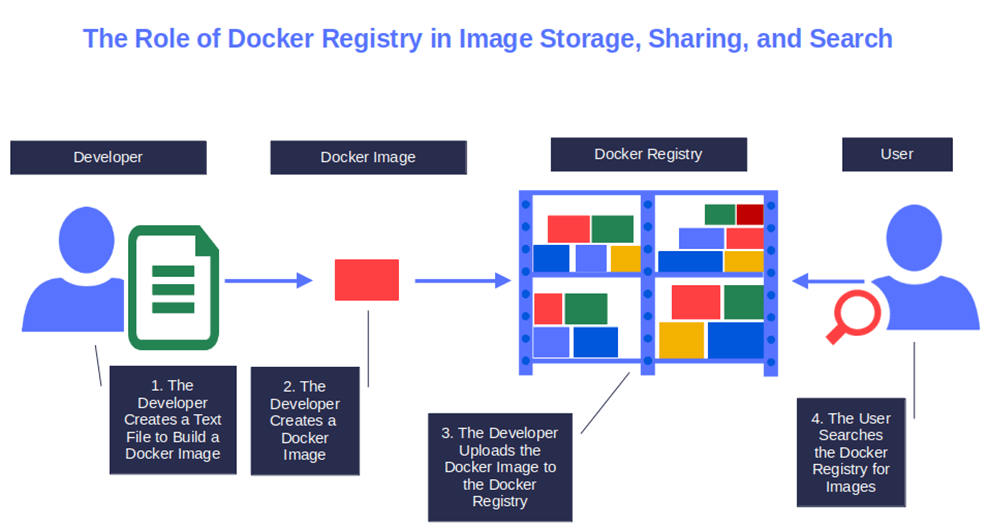 The Role of Docker Registry in Image Storage, Sharing, and Search
Developer
Docker Image
Docker Registry
User
1. The
Developer
Creates a Text
File to Build a
Docker Image
2. The
Developer
Creates a
Docker
Image
3. The Developer
Uploads the
Docker Image to
the Docker
Registry
4. The User
Searches
the Docker
Registry for
Images